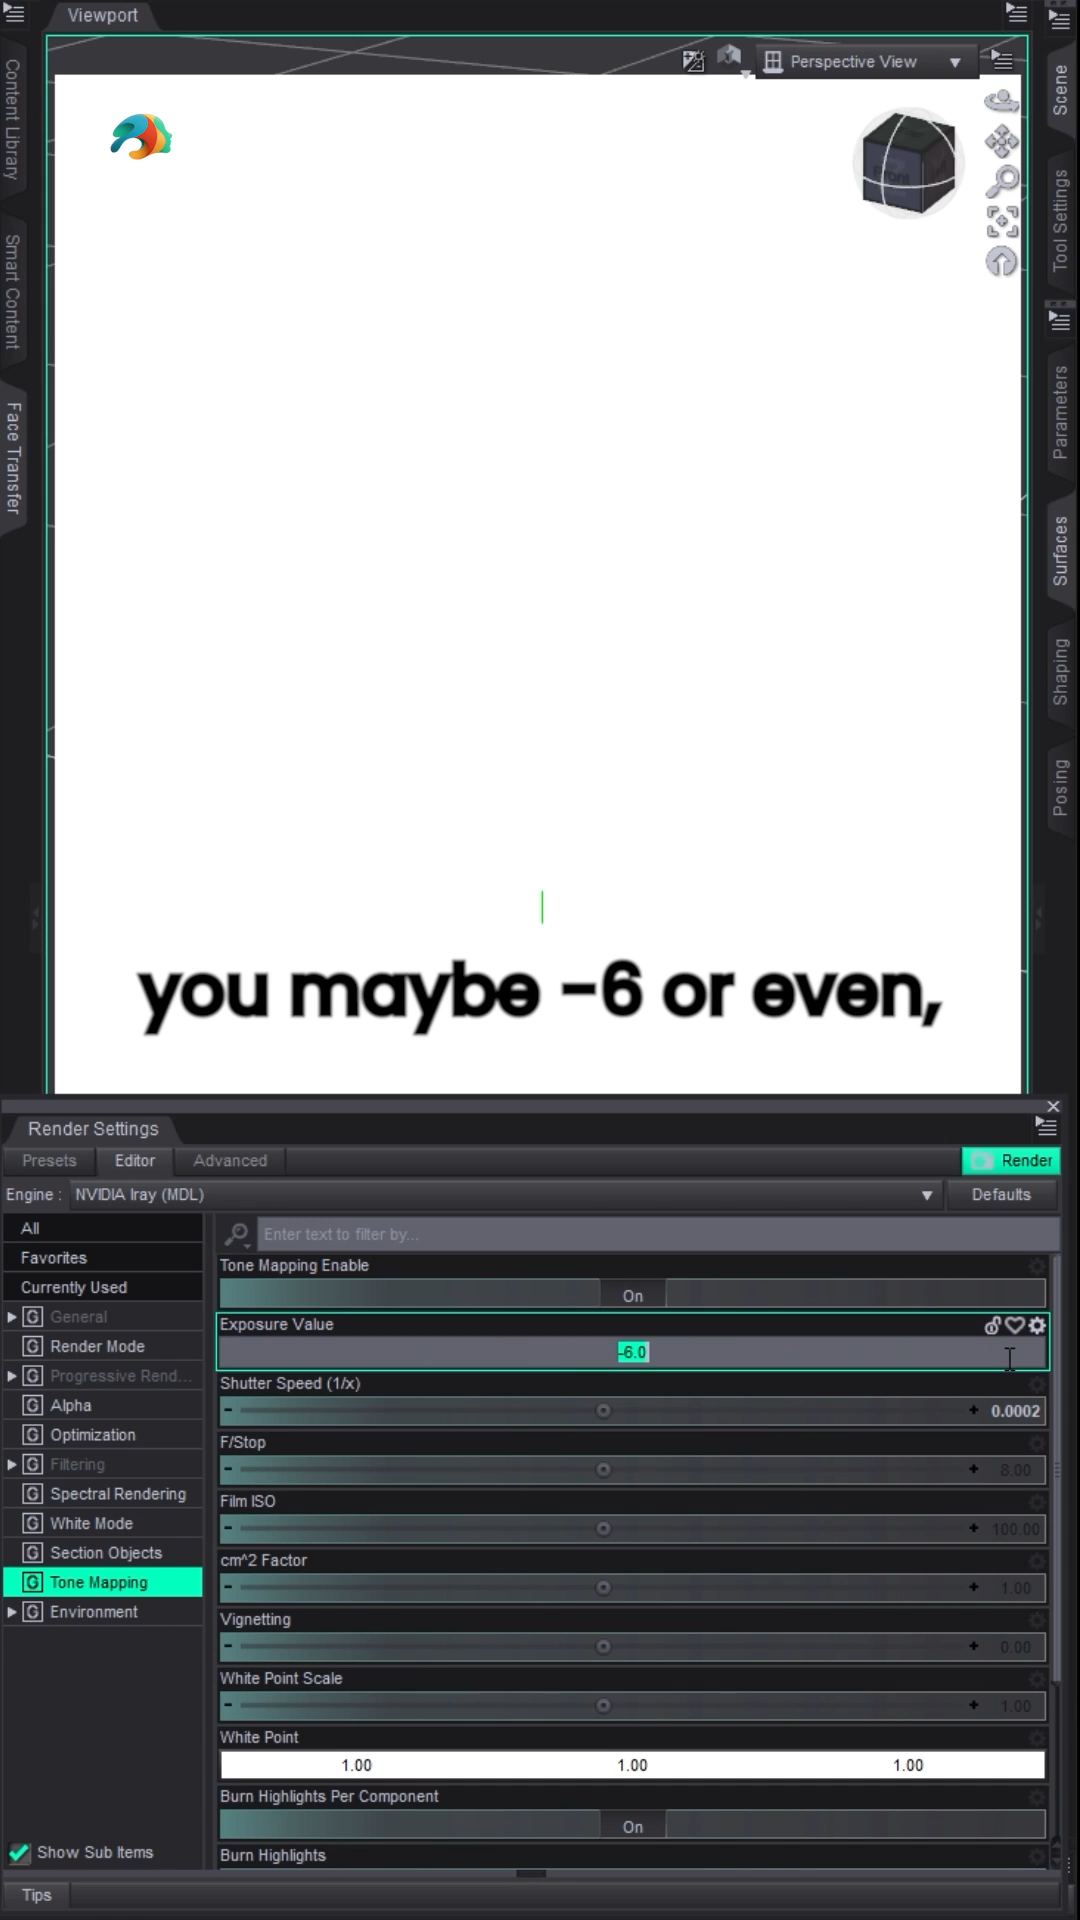 Viewport
Perspective View
Content Library
Smart Content
Face Transfer
Scene
Tool Settings
Parameters
Surfaces
Shaping
Posing
Front
you maybe -6 or even,
Render Settings
Presets Editor Advanced Render
Engine : NVIDIA Iray (MDL) Defaults
All
Favorites
Currently Used
General
Render Mode
Progressive Rend...
Alpha
Optimization
Filtering
Spectral Rendering
White Mode
Section Objects
Tone Mapping
Environment
Show Sub Items
Enter text to filter by...
Tone Mapping Enable
On
Exposure Value
-6.0
Shutter Speed (1/x)
0.0002
F/Stop
8.00
Film ISO
100.00
cm^2 Factor
1.00
Vignetting
0.00
White Point Scale
1.00
White Point
1.00 1.00 1.00
Burn Highlights Per Component
On
Burn Highlights
Tips